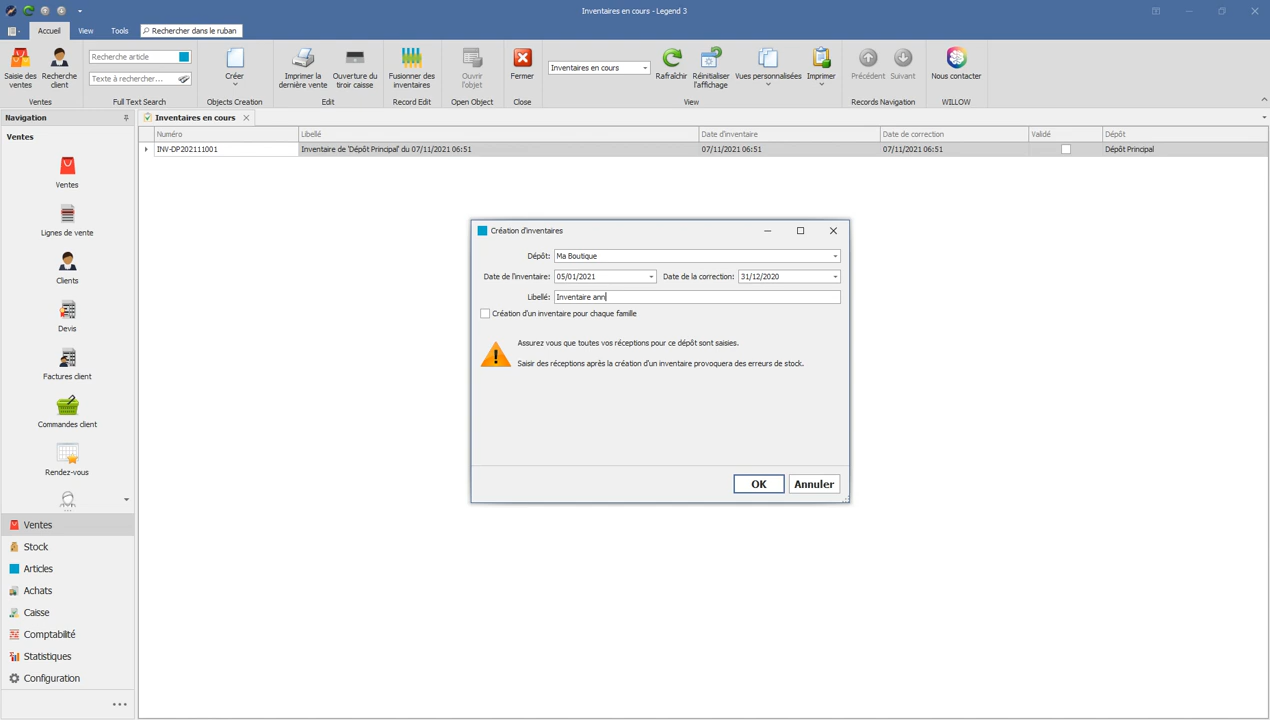 Inventaires en cours - Legend 3
Accueil
View
Tools
Rechercher dans le ruban
Saisie des ventes
Recherche client
Ventes
Recherche article
Texte à rechercher...
Full Text Search
Créer
Objects Creation
Imprimer la dernière vente
Ouverture du tiroir caisse
Edit
Fusionner des inventaires
Record Edit
Ouvrir l'objet
Open Object
Fermer
Close
Inventaires en cours
Rafraîchir
Réinitialiser l'affichage
Vues personnalisées
Imprimer
View
Précédent
Suivant
Records Navigation
Nous contacter
WILLOW
Navigation
Inventaires en cours
Ventes
Numéro
Libellé
Date d'inventaire
Date de correction
Validé
Dépôt
INV-DP202111001
Inventaire de 'Dépôt Principal' du 07/11/2021 06:51
07/11/2021 06:51
07/11/2021 06:51
Dépôt Principal
Ventes
Lignes de vente
Clients
Devis
Factures client
Commandes client
Rendez-vous
Ventes
Stock
Articles
Achats
Caisse
Comptabilité
Statistiques
Configuration
Création d'inventaires
Dépôt: Ma Boutique
Date de l'inventaire: 05/01/2021
Date de la correction: 31/12/2020
Libellé: Inventaire ann
Création d'un inventaire pour chaque famille
Assurez vous que toutes vos réceptions pour ce dépôt sont saisies.
Saisir des réceptions après la création d'un inventaire provoquera des erreurs de stock.
OK
Annuler